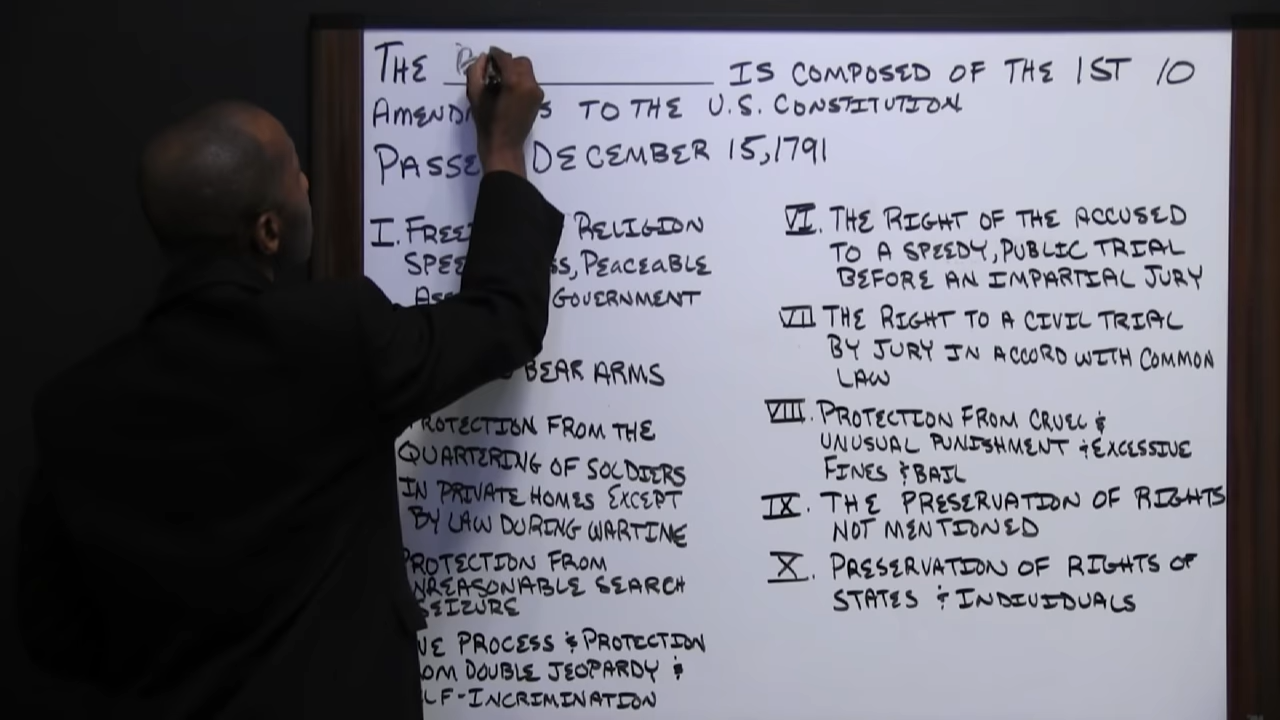 THE B IS COMPOSED OF THE 1ST 10
TO THE U.S. CONSTITUTION
DECEMBER 15, 1791
I. RELIGION
PEACEABLE
GOVERNMENT
BEAR ARMS
FROM THE
QUARTERING OF SOLDIERS
IN PRIVATE HOMES EXCEPT
BY LAW DURING WARTINE
FROM
SEARCH
SEIZURE
PROCESS & PROTECTION
DOUBLE JEOPARDY &
INCRIMINATION
VI. THE RIGHT OF THE ACCUSED
TO A SPEEDY, PUBLIC TRIAL
BEFORE AN IMPARTIAL JURY
VII THE RIGHT TO A CIVIL TRIAL
BY JURY IN ACCORD WITH COMMON
LAW
VIII. PROTECTION FROM CRUEL &
UNUSUAL PUNISHMENT & EXCESSIVE
FINES & BAIL
IX. THE PRESERVATION OF RIGHTS
NOT MENTIONED
X. PRESERVATION OF RIGHTS OF
STATES & INDIVIDUALS